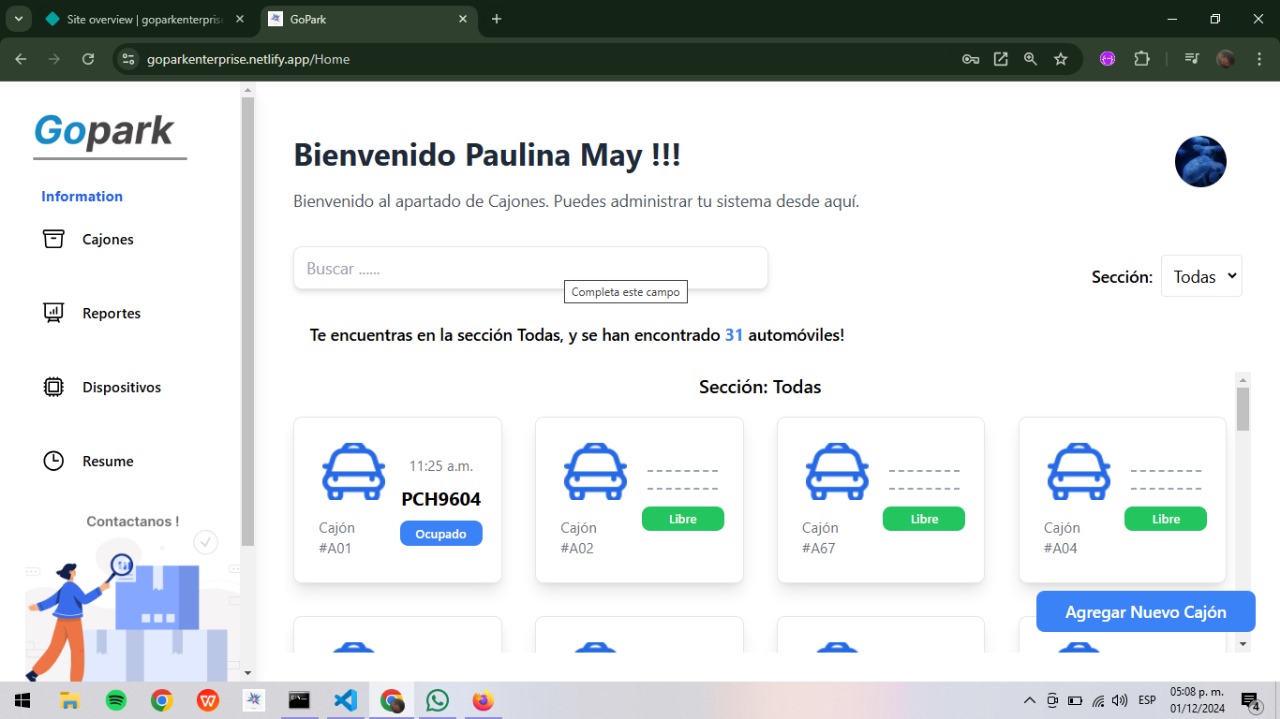 Site overview | goparkenterpris
GoPark
goparkenterprise.netlify.app/Home
Gopark
Information
Cajones
Reportes
Dispositivos
Resume
Contactanos !
Bienvenido Paulina May !!!
Bienvenido al apartado de Cajones. Puedes administrar tu sistema desde aquí.
Buscar ......
Completa este campo
Sección: Todas
Te encuentras en la sección Todas, y se han encontrado 31 automóviles!
Sección: Todas
11:25 a.m.
PCH9604
Cajón
#A01
Ocupado
--------
--------
Cajón
#A02
Libre
--------
--------
Cajón
#A67
Libre
--------
--------
Cajón
#A04
Libre
Agregar Nuevo Cajón
ESP
05:08 p. m.
01/12/2024
4